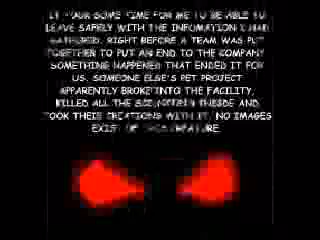 IT TOOK SOME TIME FOR ME TO BE ABLE TO
LEAVE SAFELY WITH THE INFOMATION I HAD
GATHERED. RIGHT BEFORE A TEAM WAS PUT
TOGETHER TO PUT AN END TO THE COMPANY
SOMETHING HAPPENED THAT ENDED IT FOR
US. SOMEONE ELSE'S PET PROJECT
APPARENTLY BROKE INTO THE FACILITY,
KILLED ALL THE SCIENTISTS INSIDE AND
TOOK THEIR CREATIONS WITH IT. NO IMAGES
EXIST OF CREATURE.